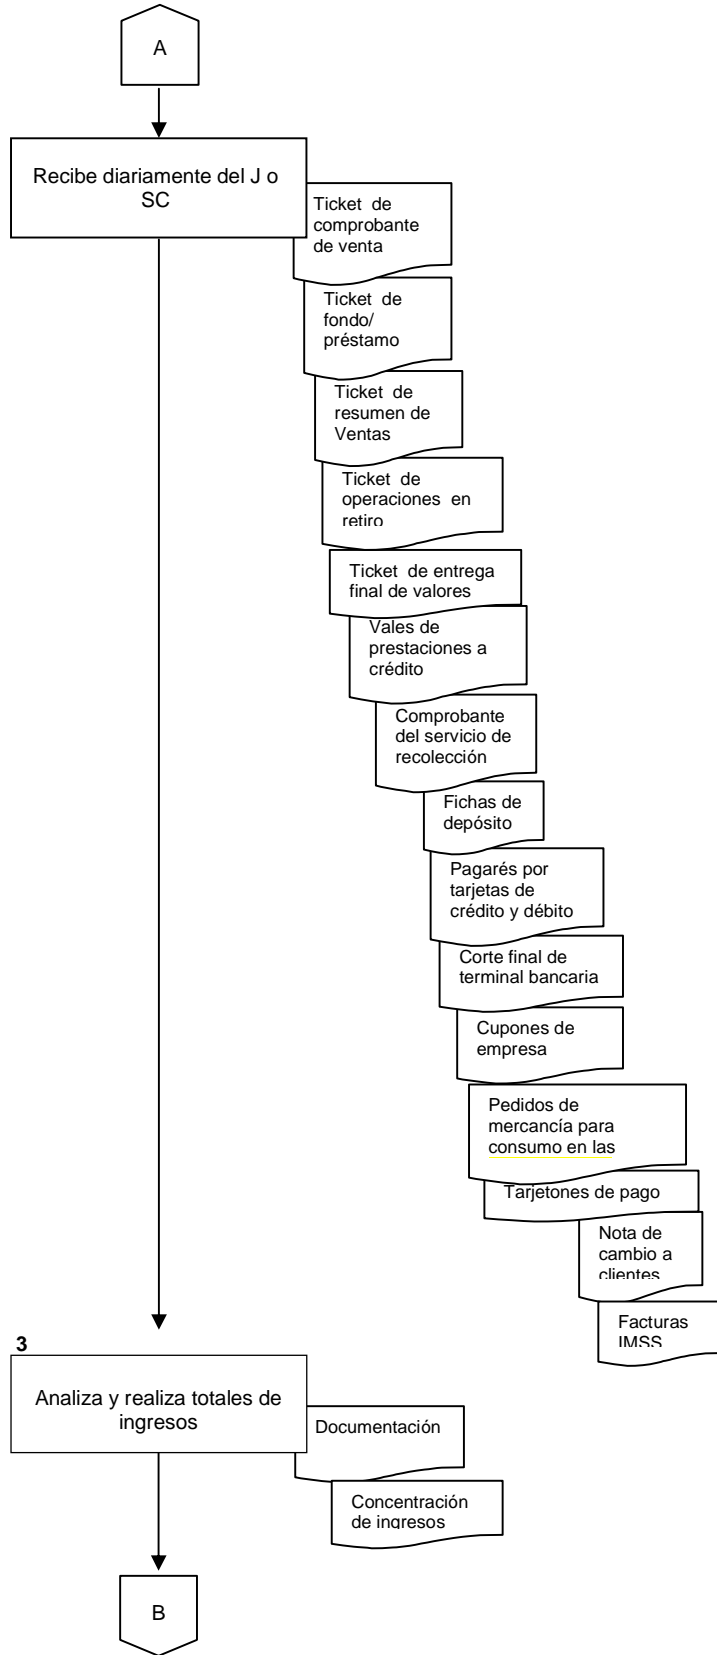 A
Recibe diariamente del J o
SC
Ticket de
comprobante
de venta
Ticket de
fondo/
préstamo
Ticket de
resumen de
Ventas
Ticket de
operaciones en
retiro
Ticket de entrega
final de valores
Vales de
prestaciones a
crédito
Comprobante
del servicio de
recolección
Fichas de
depósito
Pagarés por
tarjetas de
crédito y débito
Corte final de
terminal bancaria
Cupones de
empresa
Pedidos de
mercancía para
consumo en las
Tarjetones de pago
Nota de
cambio a
clientes
Facturas
IMSS
3
Analiza y realiza totales de
ingresos
Documentación
Concentración
de ingresos
B